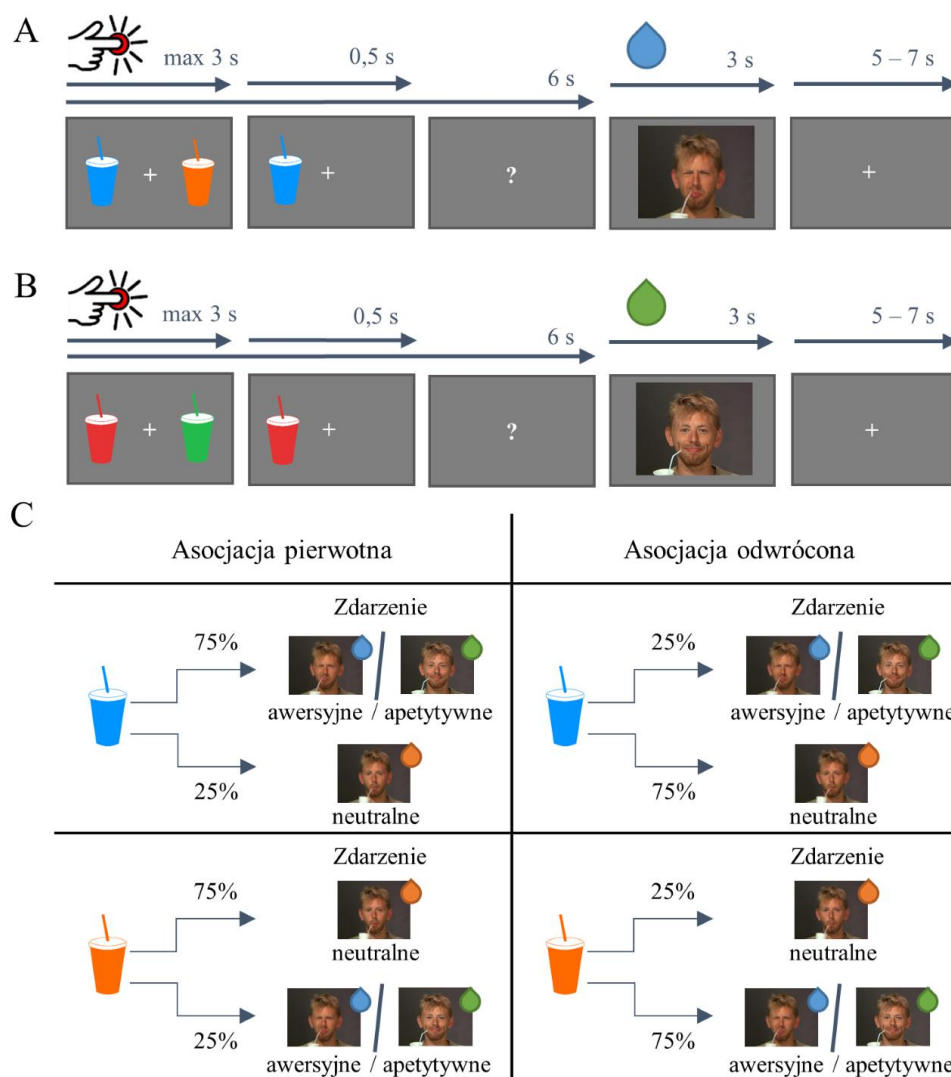 A
max 3 s
0,5 s
6 s
3 s
5 – 7 s
+
+
?
+
B
max 3 s
0,5 s
6 s
3 s
5 – 7 s
+
+
?
+
C
Asocjacja pierwotna
Asocjacja odwrócona
Zdarzenie
75%
awersyjne / apetytywne
25%
neutralne
Zdarzenie
25%
awersyjne / apetytywne
75%
neutralne
Zdarzenie
75%
neutralne
25%
awersyjne / apetytywne
Zdarzenie
25%
neutralne
75%
awersyjne / apetytywne